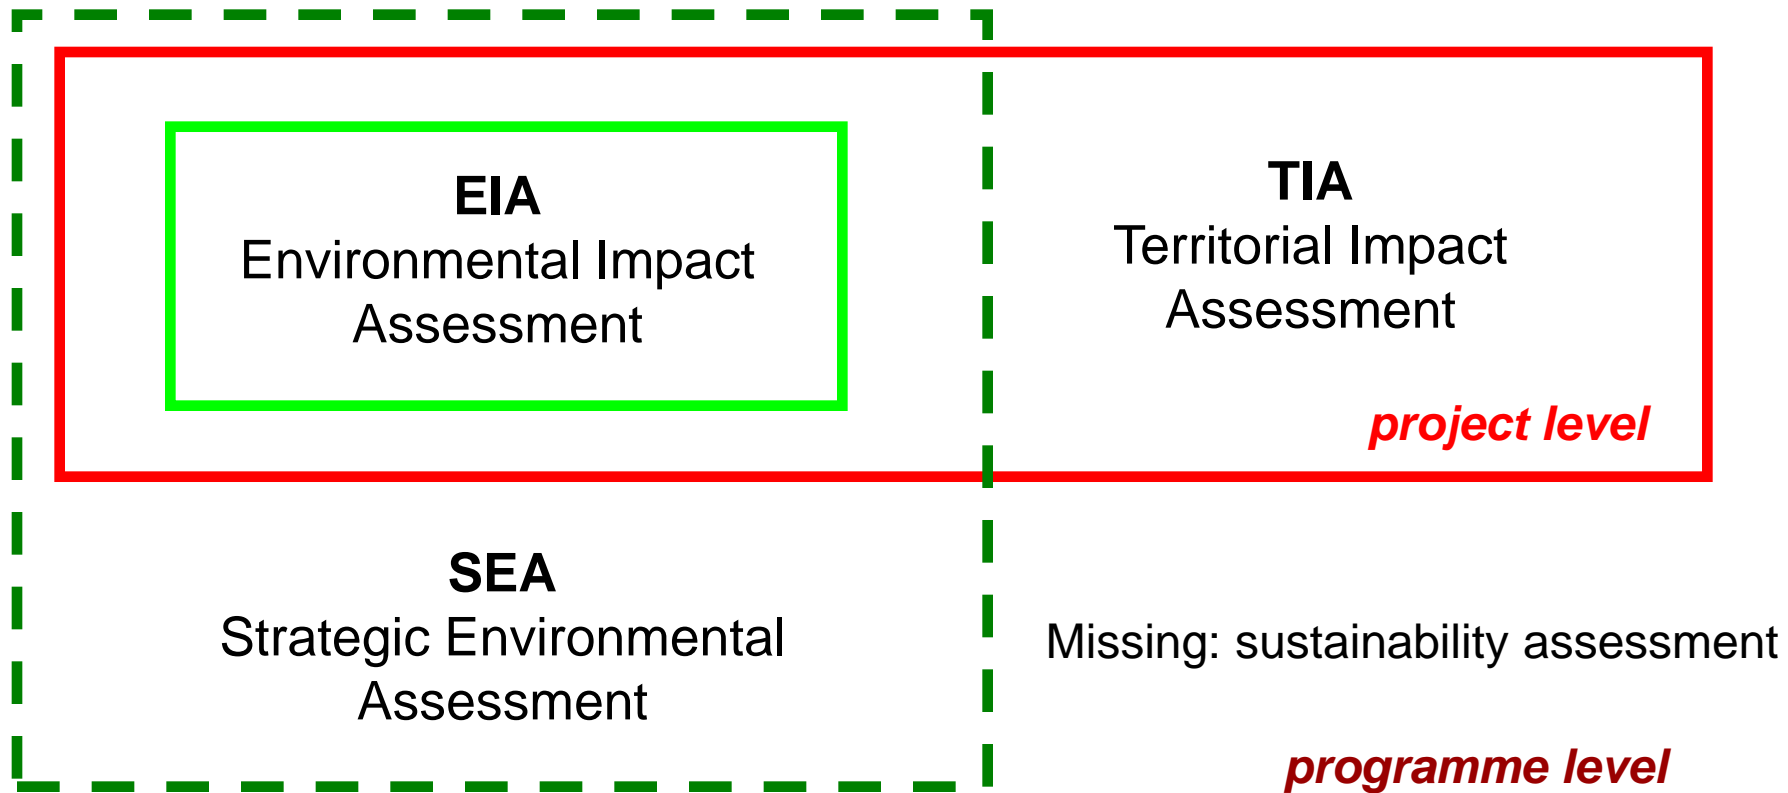 EIA
Environmental Impact
Assessment
TIA
Territorial Impact
Assessment
project level
SEA
Strategic Environmental
Assessment
Missing: sustainability assessment
programme level